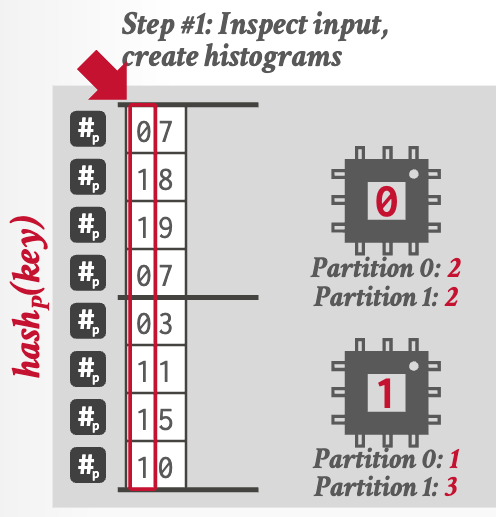 Step #1: Inspect input,
create histograms
hashP(key)
#p 07
#p 18
#p 19
#p 07
#p 03
#p 11
#p 15
#p 10
0
Partition 0: 2
Partition 1: 2
1
Partition 0: 1
Partition 1: 3